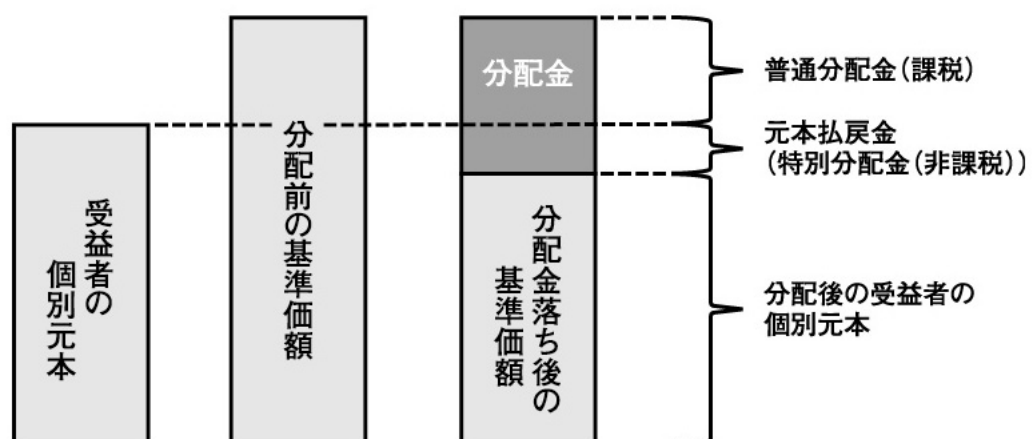 受益者の
個別元本
分配前の基準価額
分配金
分配金落ち後の
基準価額
普通分配金(課税)
元本払戻金
(特別分配金(非課税))
分配後の受益者の
個別元本